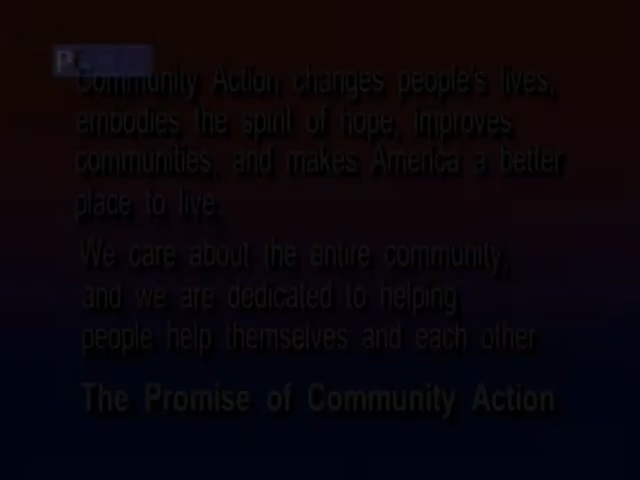 Community Action changes people's lives,
embodies the spirit of hope, improves
communities, and makes America a better
place to live.
We care about the entire community,
and we are dedicated to helping
people help themselves and each other.
The Promise of Community Action